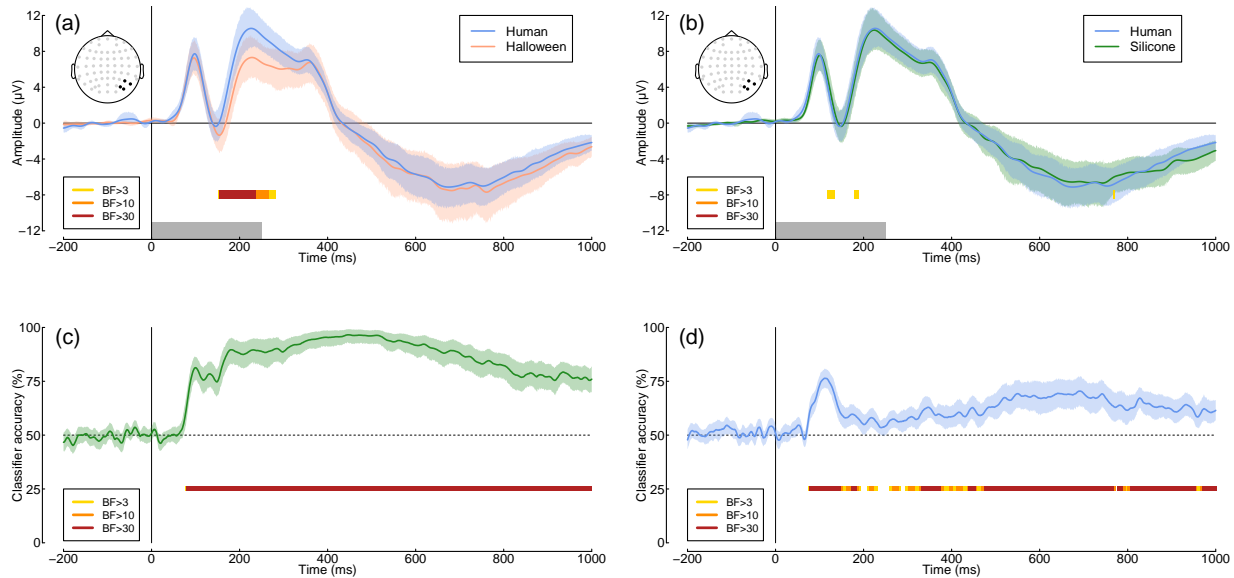 (a)
Human
Halloween
Amplitude (μV)
12
8
4
0
−4
−8
−12
BF>3
BF>10
BF>30
−200
0
200
400
600
800
1000
Time (ms)
(b)
Human
Silicone
Amplitude (μV)
12
8
4
0
−4
−8
−12
BF>3
BF>10
BF>30
−200
0
200
400
600
800
1000
Time (ms)
(c)
Classifier accuracy (%)
100
75
50
25
0
BF>3
BF>10
BF>30
−200
0
200
400
600
800
1000
Time (ms)
(d)
Classifier accuracy (%)
100
75
50
25
0
BF>3
BF>10
BF>30
−200
0
200
400
600
800
1000
Time (ms)